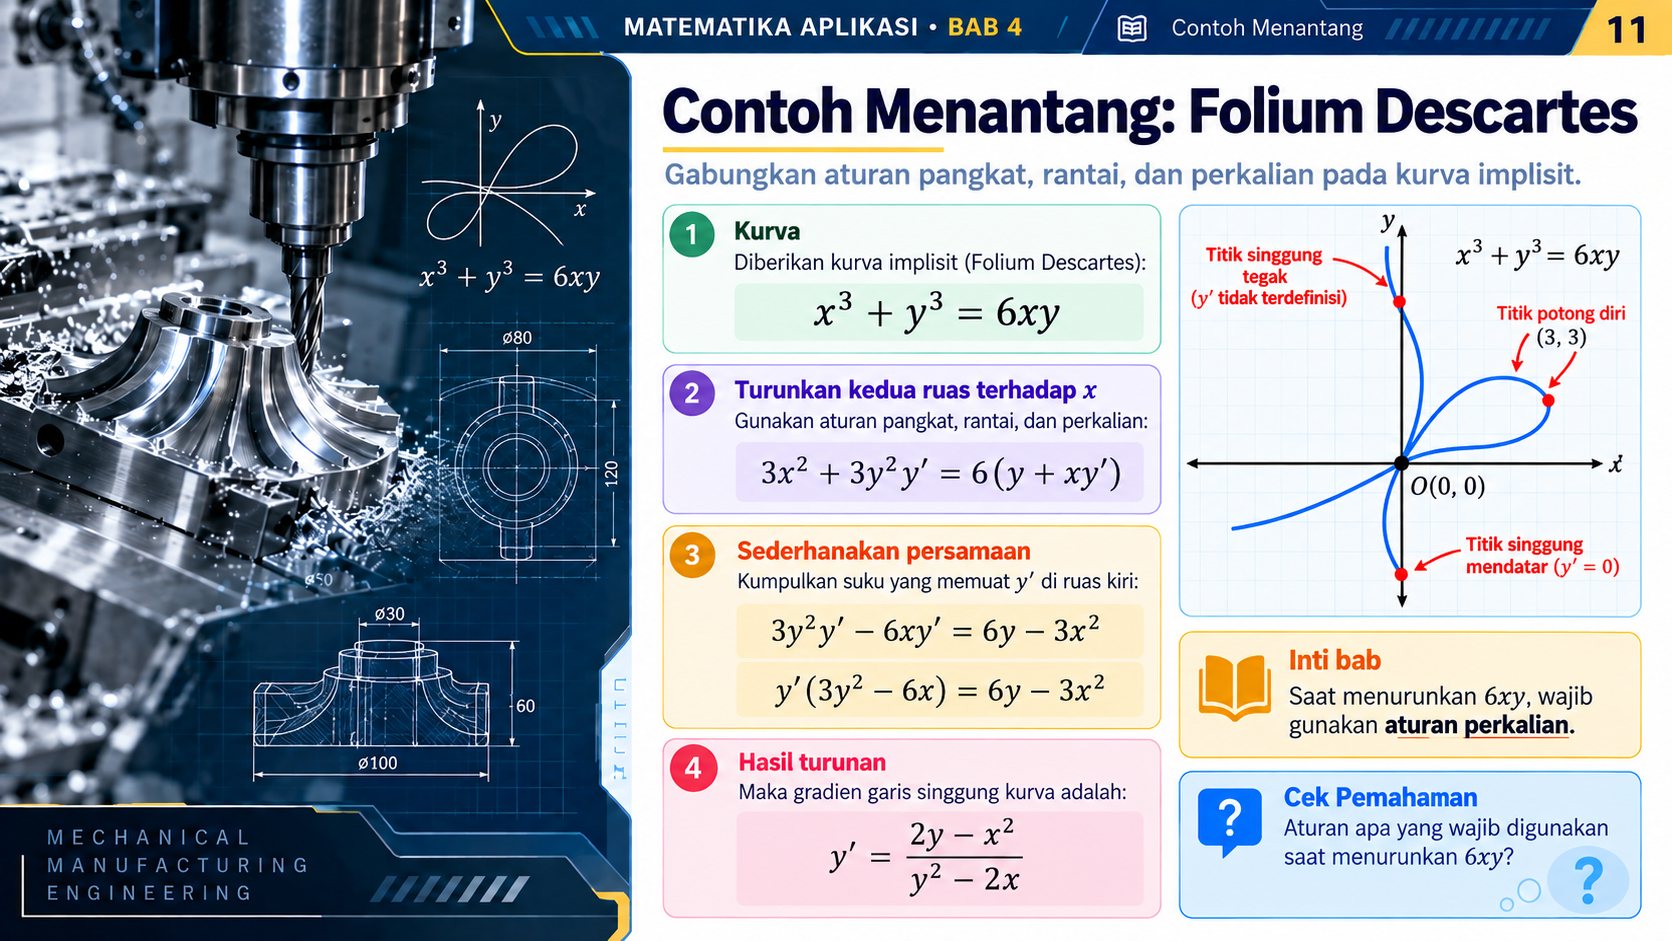 MATEMATIKA APLIKASI • BAB 4
Contoh Menantang
11
Contoh Menantang: Folium Descartes
Gabungkan aturan pangkat, rantai, dan perkalian pada kurva implisit.
y
x
x³ + y³ = 6xy
ø80
120
ø50
ø30
60
ø100
MECHANICAL
MANUFACTURING
ENGINEERING
1
Kurva
Diberikan kurva implisit (Folium Descartes):
x³ + y³ = 6xy
2
Turunkan kedua ruas terhadap x
Gunakan aturan pangkat, rantai, dan perkalian:
3x² + 3y² y′ = 6(y + xy′)
3
Sederhanakan persamaan
Kumpulkan suku yang memuat y′ di ruas kiri:
3y²y′ − 6xy′ = 6y − 3x²
y′(3y² − 6x) = 6y − 3x²
4
Hasil turunan
Maka gradien garis singgung kurva adalah:
y′ = (2y − x²) / (y² − 2x)
y
x³ + y³ = 6xy
Titik singgung
tegak
(y′ tidak terdefinisi)
Titik potong diri
(3, 3)
x
O(0, 0)
Titik singgung
mendatar (y′ = 0)
Inti bab
Saat menurunkan 6xy, wajib
gunakan aturan perkalian.
?
Cek Pemahaman
Aturan apa yang wajib digunakan
saat menurunkan 6xy?
?